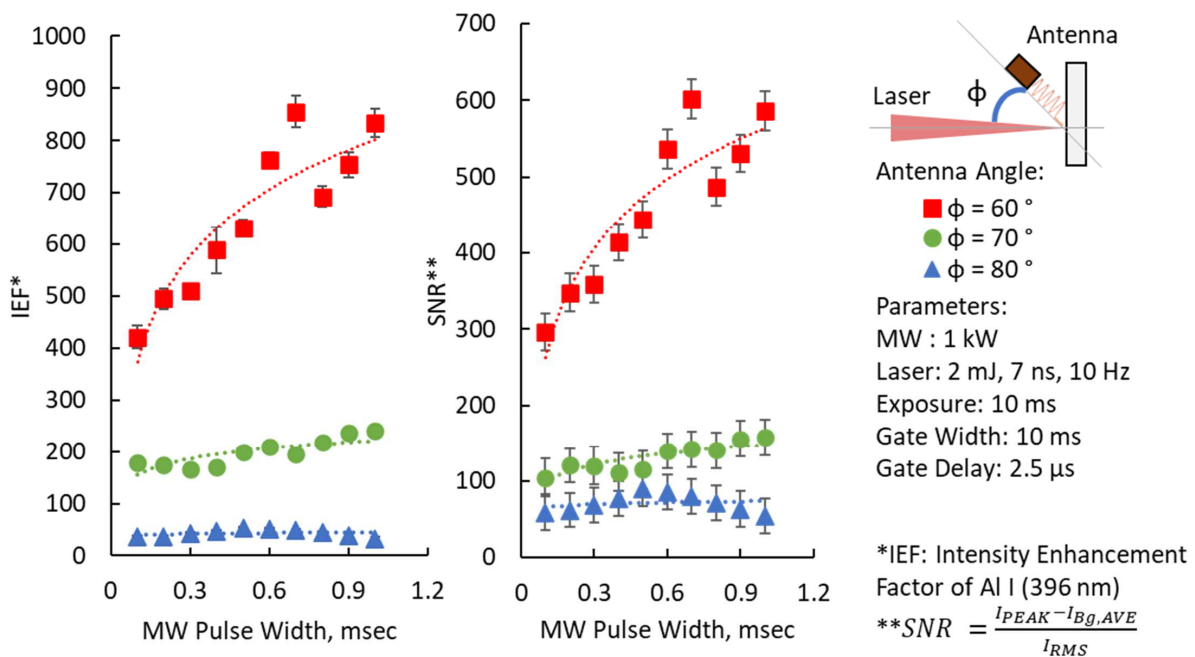 1000
900
800
700
600
500
400
300
200
100
0
IEF*
0
0.3
0.6
0.9
1.2
MW Pulse Width, msec
700
600
500
400
300
200
100
0
SNR**
0
0.3
0.6
0.9
1.2
MW Pulse Width, msec
Antenna
Laser
ϕ
Antenna Angle:
ϕ = 60 °
ϕ = 70 °
ϕ = 80 °
Parameters:
MW : 1 kW
Laser: 2 mJ, 7 ns, 10 Hz
Exposure: 10 ms
Gate Width: 10 ms
Gate Delay: 2.5 µs
*IEF: Intensity Enhancement
Factor of Al I (396 nm)
**SNR = (I_PEAK−I_Bg,AVE)/I_RMS